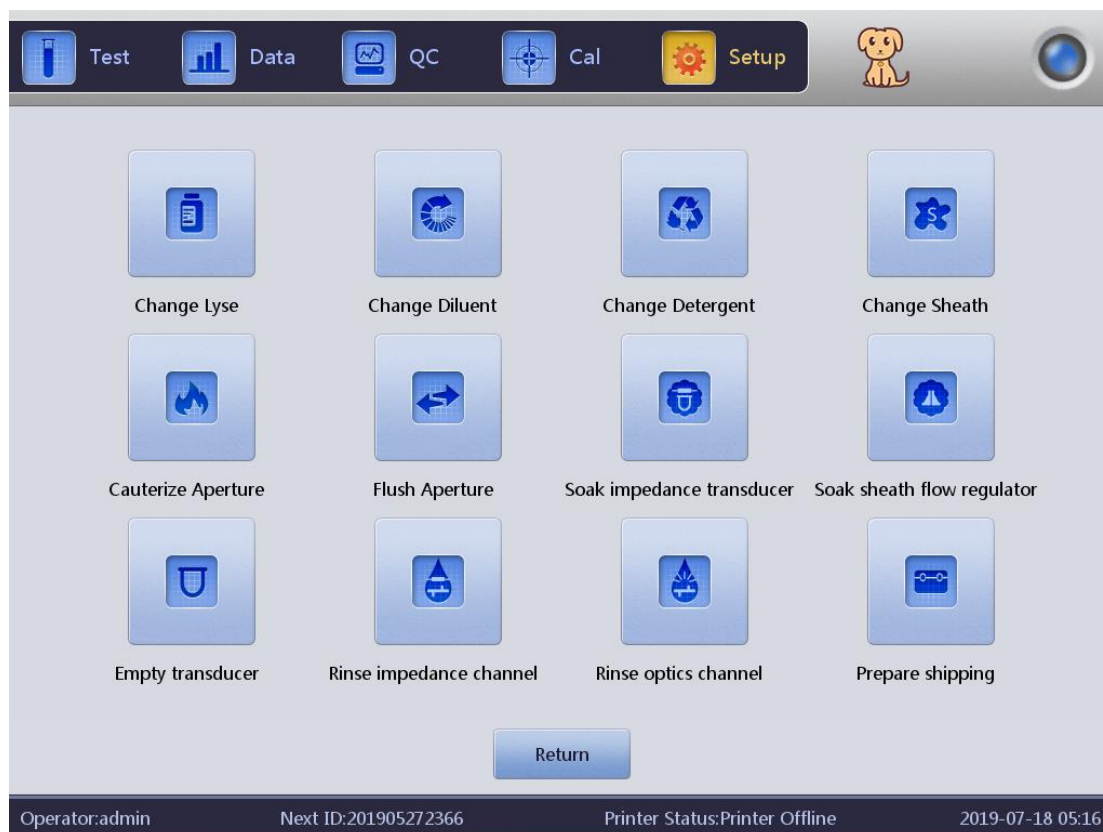 Test Data QC Cal Setup
Change Lyse Change Diluent Change Detergent Change Sheath
S
Cauterize Aperture Flush Aperture Soak impedance transducer Soak sheath flow regulator
Empty transducer Rinse impedance channel Rinse optics channel Prepare shipping
Return
Operator:admin Next ID:201905272366 Printer Status:Printer Offline 2019-07-18 05:16